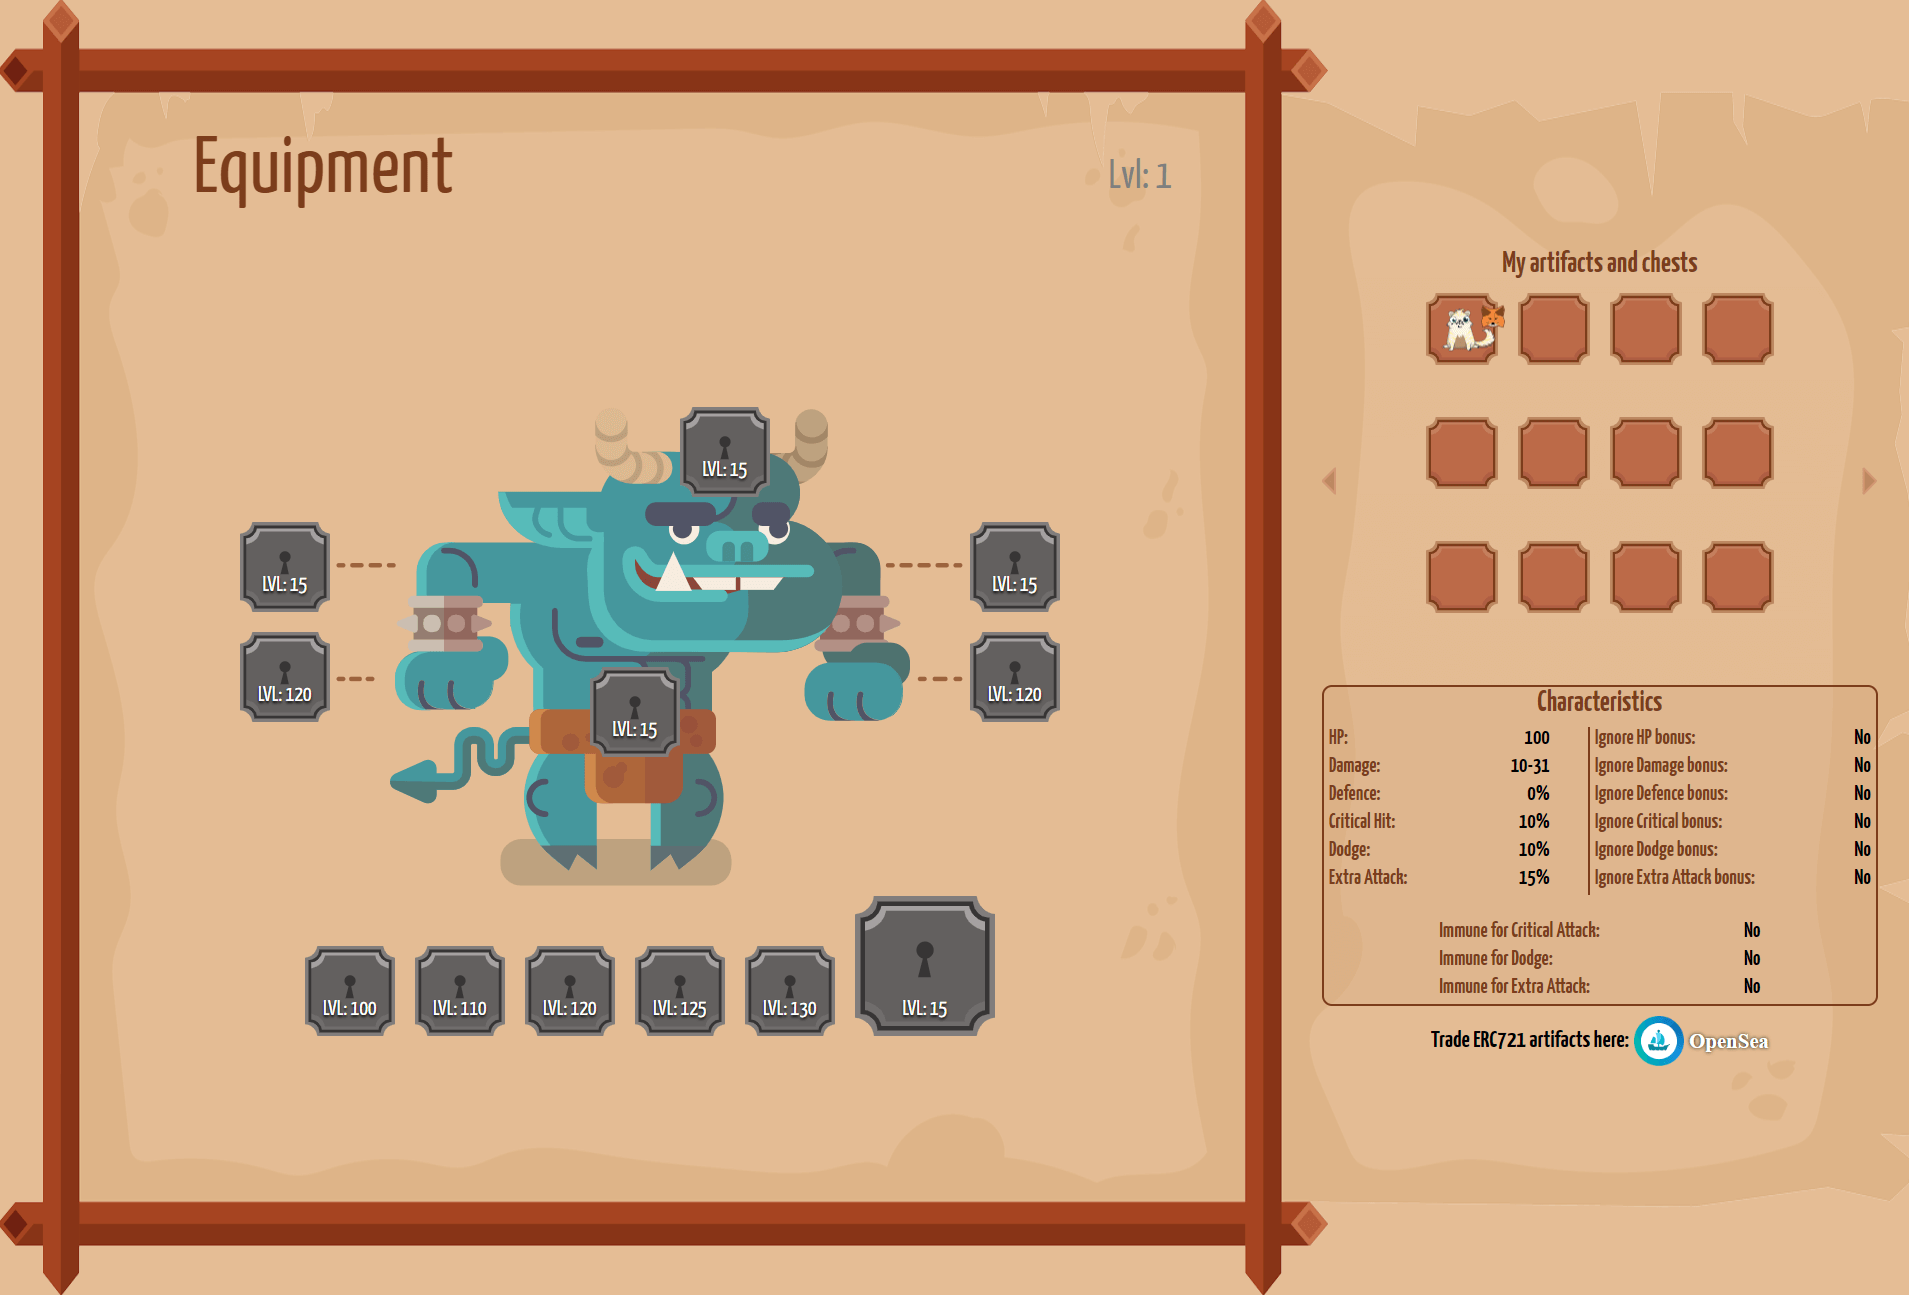 Equipment
Lvl: 1
LVL: 15
LVL: 15
LVL: 15
LVL: 120
LVL: 120
LVL: 15
LVL: 100
LVL: 110
LVL: 120
LVL: 125
LVL: 130
LVL: 15
My artifacts and chests
Characteristics
HP: 100 Ignore HP bonus: No
Damage: 10-31 Ignore Damage bonus: No
Defence: 0% Ignore Defence bonus: No
Critical Hit: 10% Ignore Critical bonus: No
Dodge: 10% Ignore Dodge bonus: No
Extra Attack: 15% Ignore Extra Attack bonus: No
Immune for Critical Attack: No
Immune for Dodge: No
Immune for Extra Attack: No
Trade ERC721 artifacts here: OpenSea